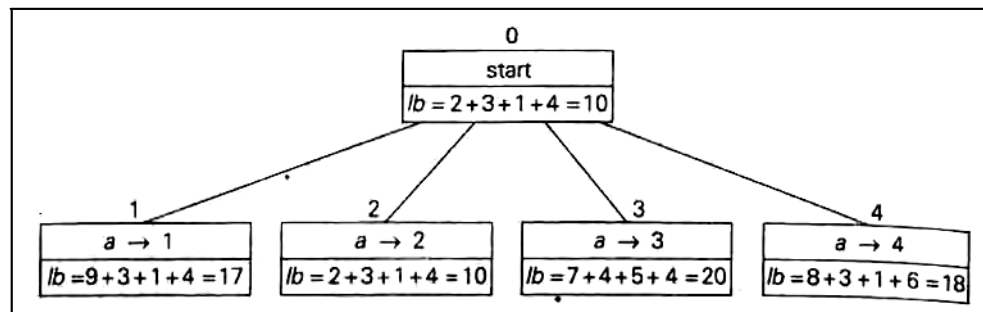 0
start
lb = 2+3+1+4 =10
1
2
3
4
a → 1
a → 2
a → 3
a → 4
lb =9+3+1+4 =17
lb =2+3+1+4 =10
lb =7+4+5+4 =20
lb =8+3+1+6 =18